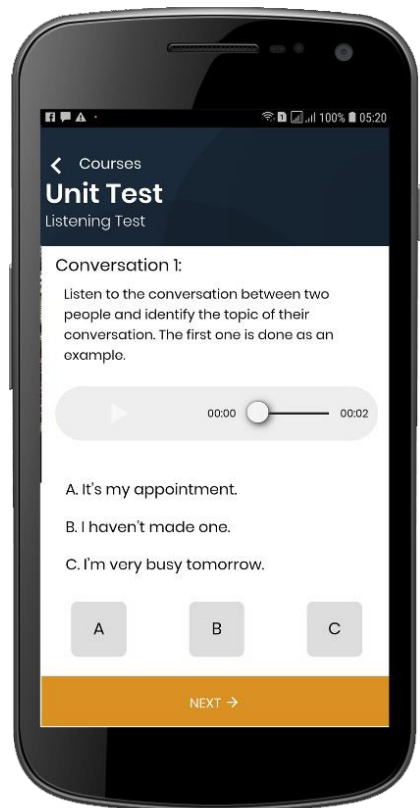 100% 05:20
Courses
Unit Test
Listening Test
Conversation 1:
Listen to the conversation between two
people and identify the topic of their
conversation. The first one is done as an
example.
00:00 00:02
A. It's my appointment.
B. I haven't made one.
C. I'm very busy tomorrow.
A B C
NEXT →